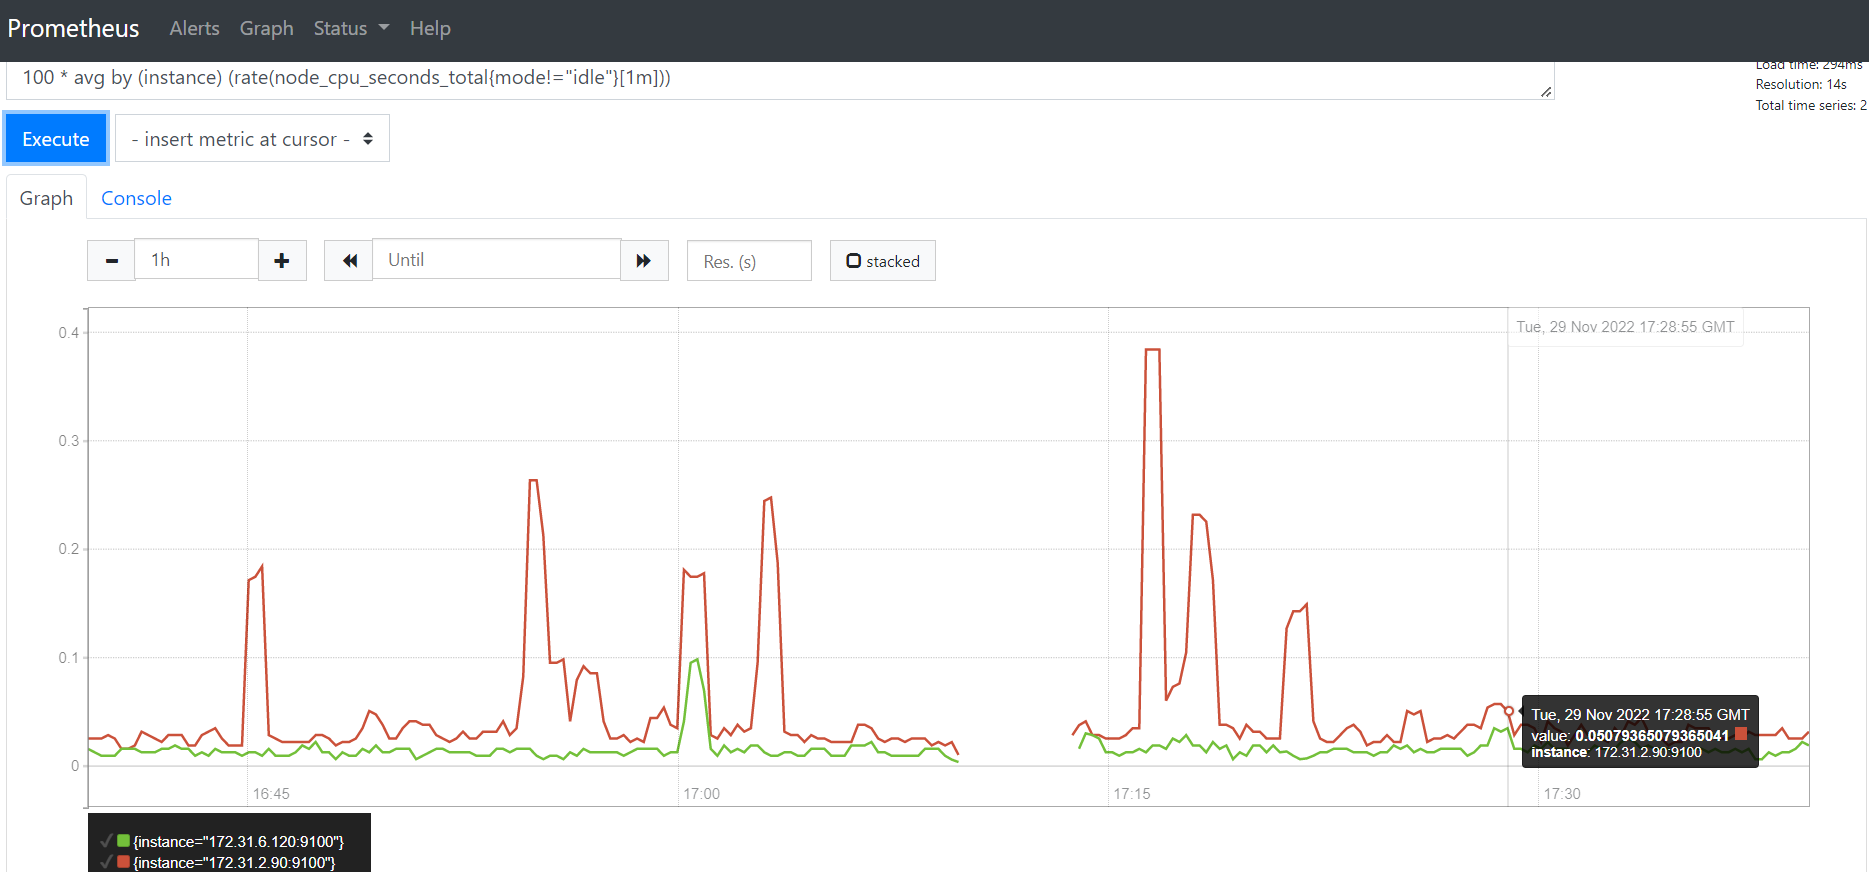 Prometheus Alerts Graph Status Help
100 * avg by (instance) (rate(node_cpu_seconds_total{mode!="idle"}[1m]))
Load time: 294ms
Resolution: 14s
Total time series: 2
Execute - insert metric at cursor -
Graph Console
1h Until Res. (s) stacked
Tue, 29 Nov 2022 17:28:55 GMT
0.4
0.3
0.2
0.1
0
Tue, 29 Nov 2022 17:28:55 GMT
value: 0.05079365079365041
instance: 172.31.2.90:9100
16:45 17:00 17:15 17:30
{instance="172.31.6.120:9100"}
{instance="172.31.2.90:9100"}